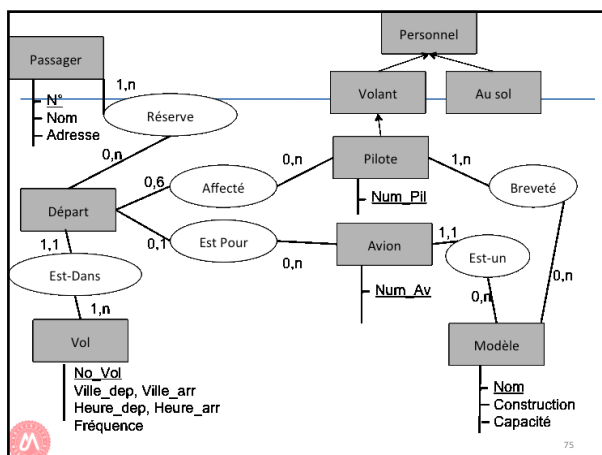 Personnel
Passager
1,n
N°
Nom
Adresse
Réserve
Volant
Au sol
0,n
0,6
Affecté
0,n
Pilote
1,n
Num_Pil
Breveté
Départ
0,1
Est Pour
0,n
Avion
1,1
Est-un
Num_Av
0,n
0,n
1,1
Est-Dans
1,n
Vol
No_Vol
Ville_dep, Ville_arr
Heure_dep, Heure_arr
Fréquence
Modèle
Nom
Construction
Capacité
75